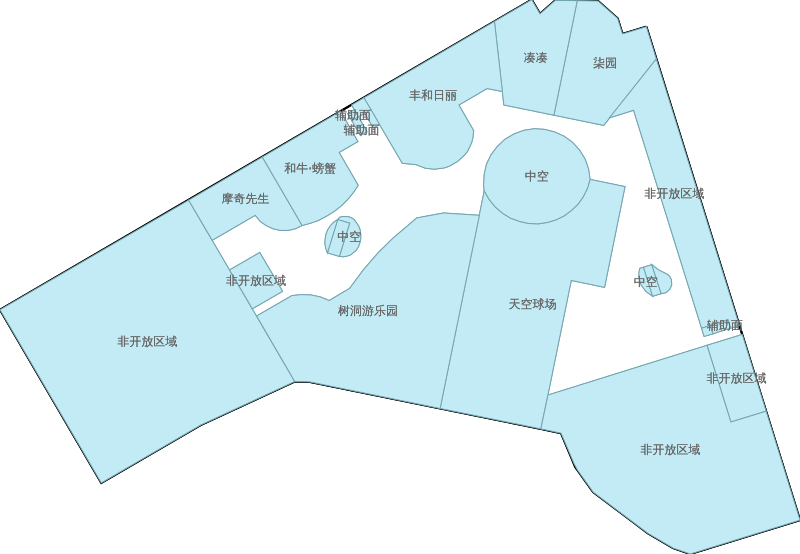 凑凑
柒园
丰和日丽
辅助面
辅助面
和牛·螃蟹
中空
摩奇先生
非开放区域
中空
非开放区域
中空
树洞游乐园
天空球场
辅助面
非开放区域
非开放区域
非开放区域